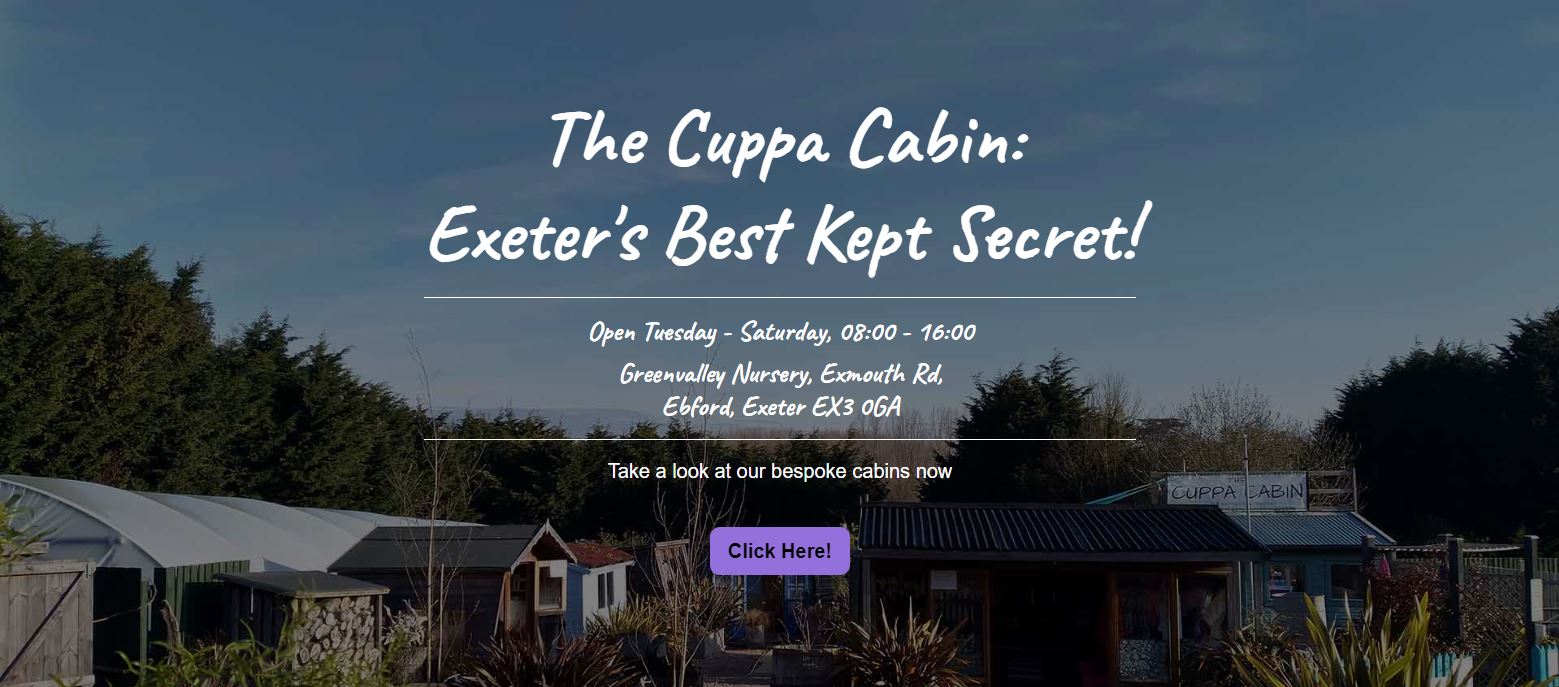 The Cuppa Cabin:
Exeter's Best Kept Secret!
Open Tuesday - Saturday, 08:00 - 16:00
Greenvalley Nursery, Exmouth Rd,
Ebford, Exeter EX3 0GA
Take a look at our bespoke cabins now
THE
CUPPA CABIN
Click Here!